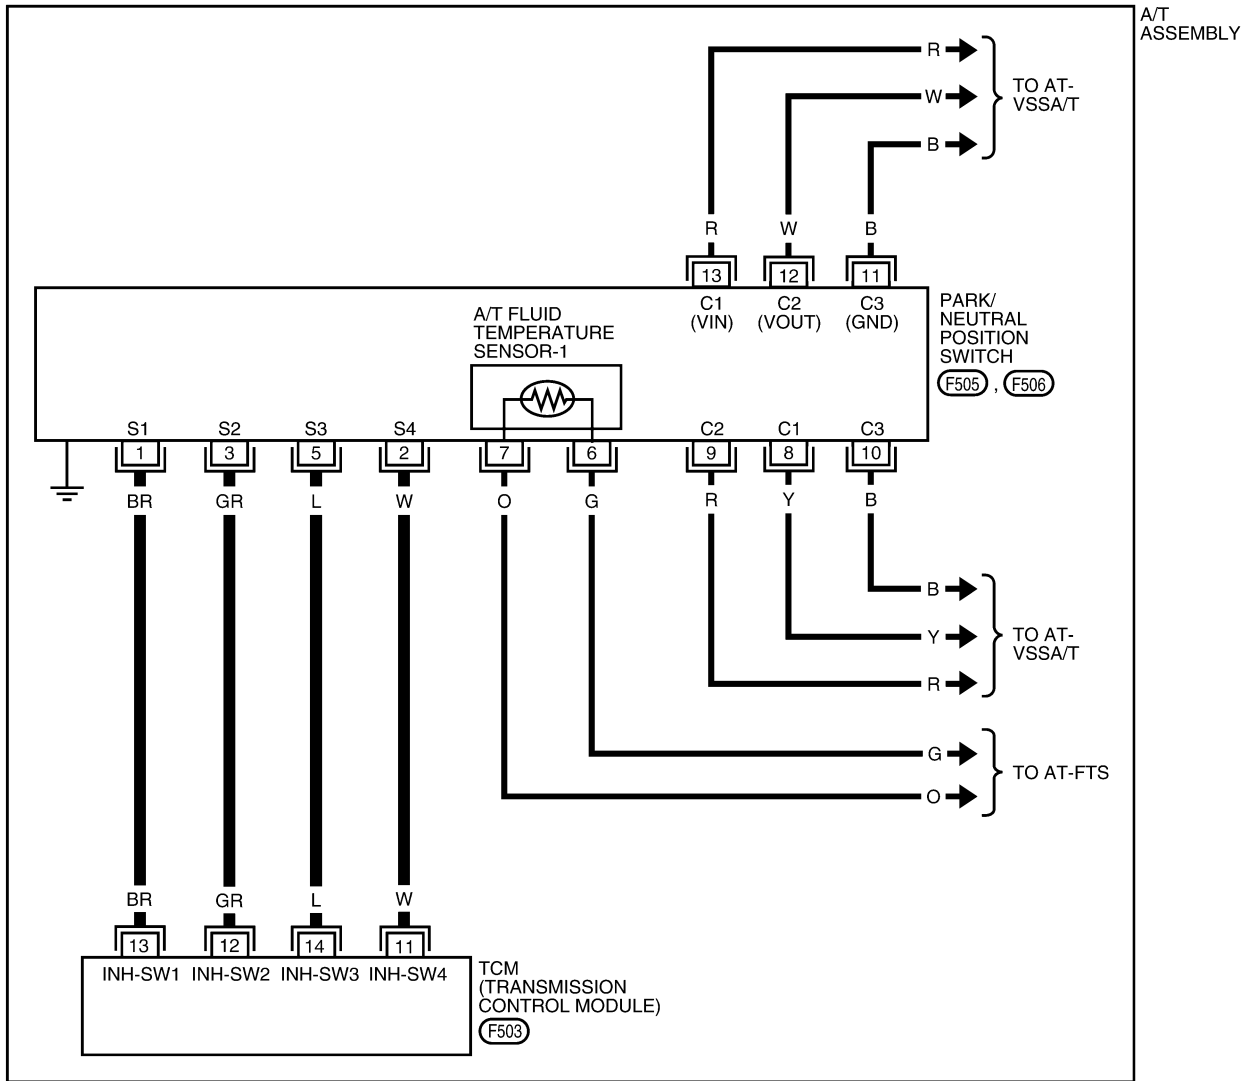 A/T
ASSEMBLY
R
W
B
TO AT-
VSSA/T
R W B
13 12 11
C1 C2 C3
(VIN) (VOUT) (GND)
PARK/
NEUTRAL
POSITION
SWITCH
F505 , F506
A/T FLUID
TEMPERATURE
SENSOR-1
S1 S2 S3 S4 C2 C1 C3
1 3 5 2 7 6 9 8 10
BR GR L W O G R Y B
B
Y
R
TO AT-
VSSA/T
G
O
TO AT-FTS
BR GR L W
13 12 14 11
INH-SW1 INH-SW2 INH-SW3 INH-SW4
TCM
(TRANSMISSION
CONTROL MODULE)
F503